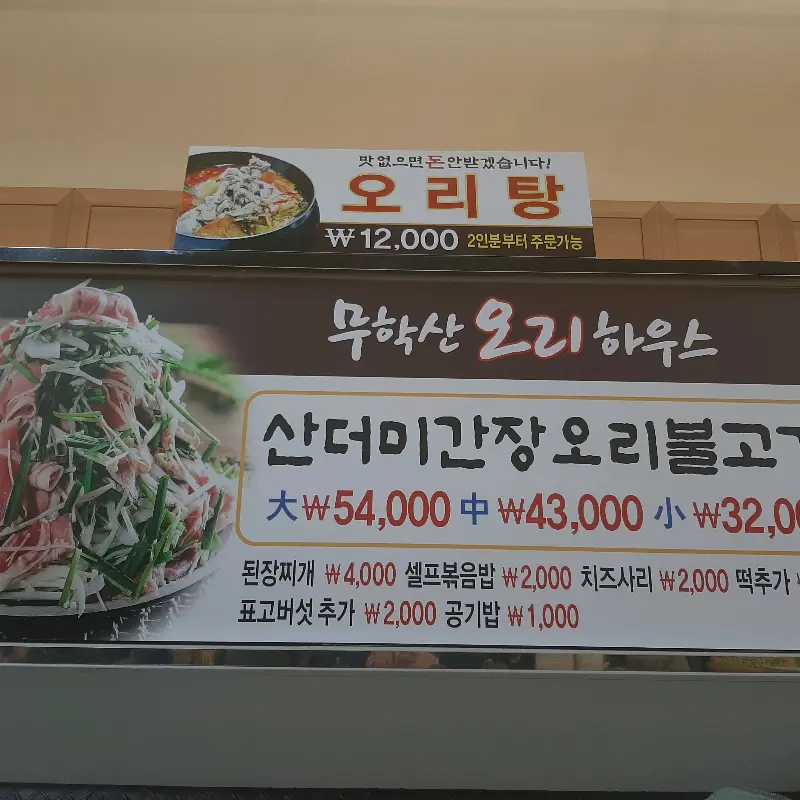 맛 없으면 돈 안받겠습니다!
오리탕
₩12,000 2인분부터 주문가능
무학산 오리하우스
산더미간장오리불고
大 ₩54,000 中 ₩43,000 小 ₩32,00
된장찌개 ₩4,000 셀프볶음밥 ₩2,000 치즈사리 ₩2,000 떡추가
표고버섯 추가 ₩2,000 공기밥 ₩1,000